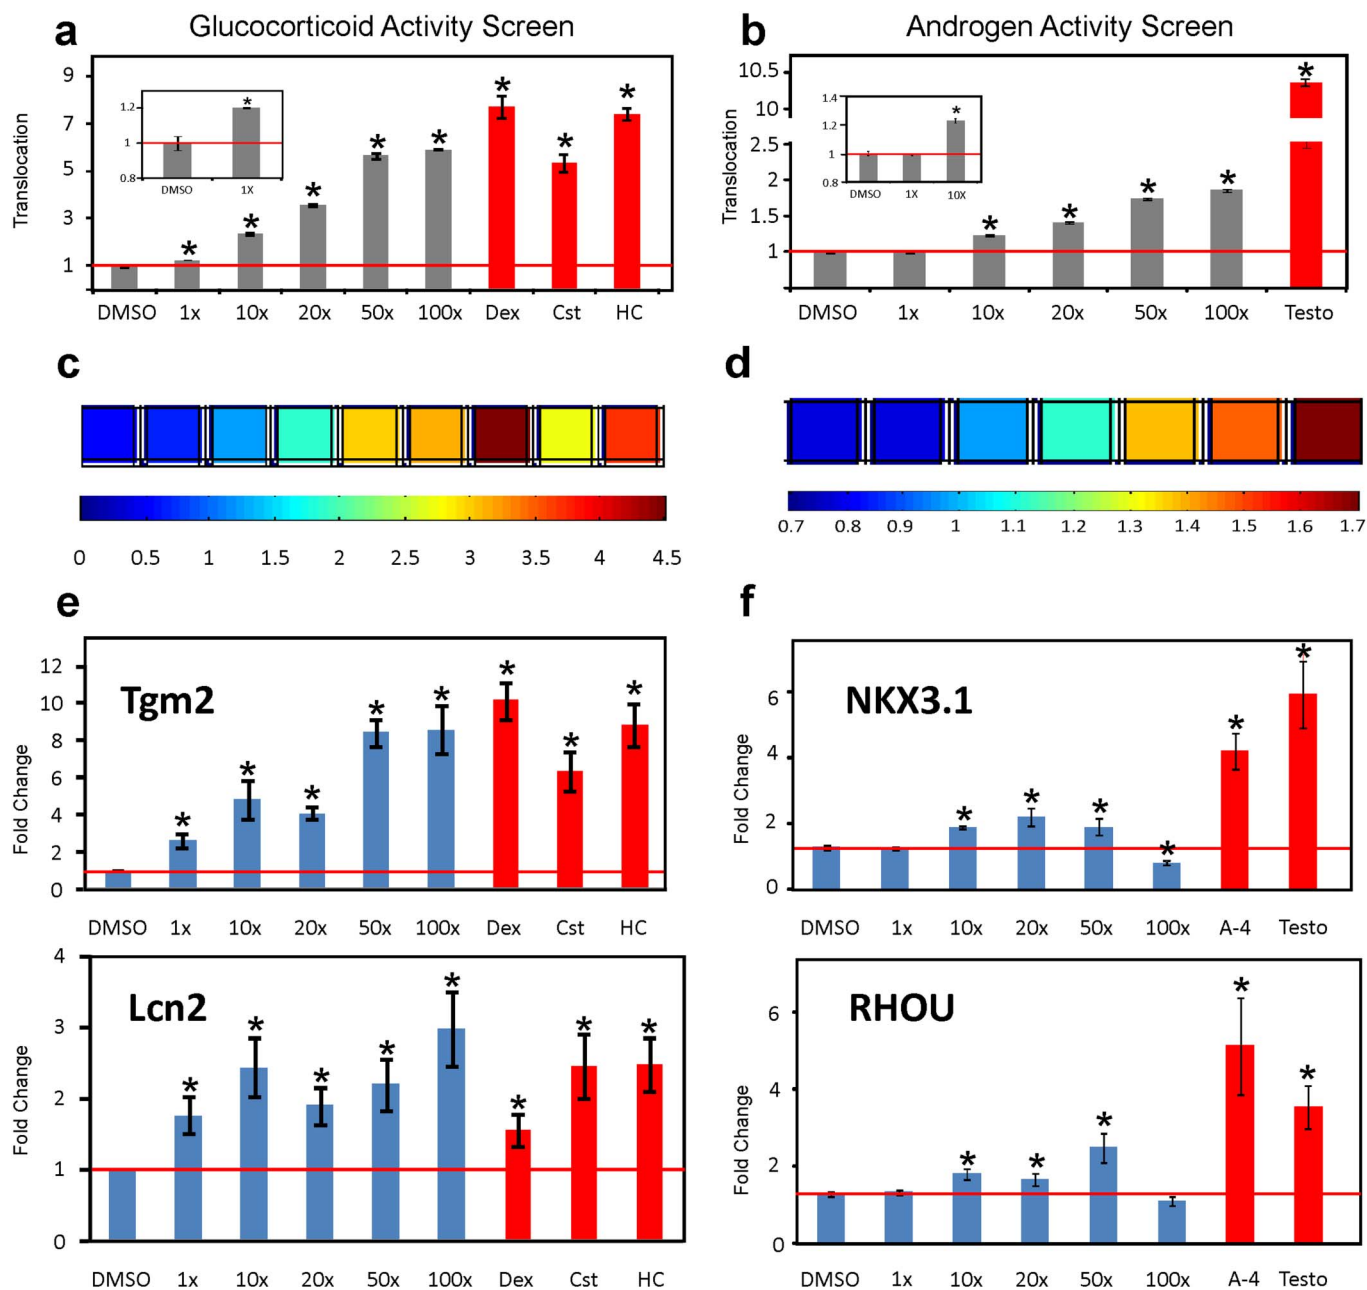 a Glucocorticoid Activity Screen
Translocation
9
7
5
3
1
1.2
1
0.8
*
DMSO 1X
* * * * * * * *
DMSO 1x 10x 20x 50x 100x Dex Cst HC
b Androgen Activity Screen
Translocation
10.5
10
2.5
2
1.5
1
1.4
1.2
1
0.8
*
DMSO 1X 10X
* * * * *
DMSO 1x 10x 20x 50x 100x Testo
c
0 0.5 1 1.5 2 2.5 3 3.5 4 4.5
d
0.7 0.8 0.9 1 1.1 1.2 1.3 1.4 1.5 1.6 1.7
e
Fold Change
12
10
8
6
4
2
0
Tgm2
* * * * * * * *
DMSO 1x 10x 20x 50x 100x Dex Cst HC
Fold Change
4
3
2
1
0
Lcn2
* * * * * * * *
DMSO 1x 10x 20x 50x 100x Dex Cst HC
f
Fold Change
6
4
2
0
NKX3.1
* * * * * *
DMSO 1x 10x 20x 50x 100x A-4 Testo
Fold Change
6
4
2
0
RHOU
* * * * *
DMSO 1x 10x 20x 50x 100x A-4 Testo